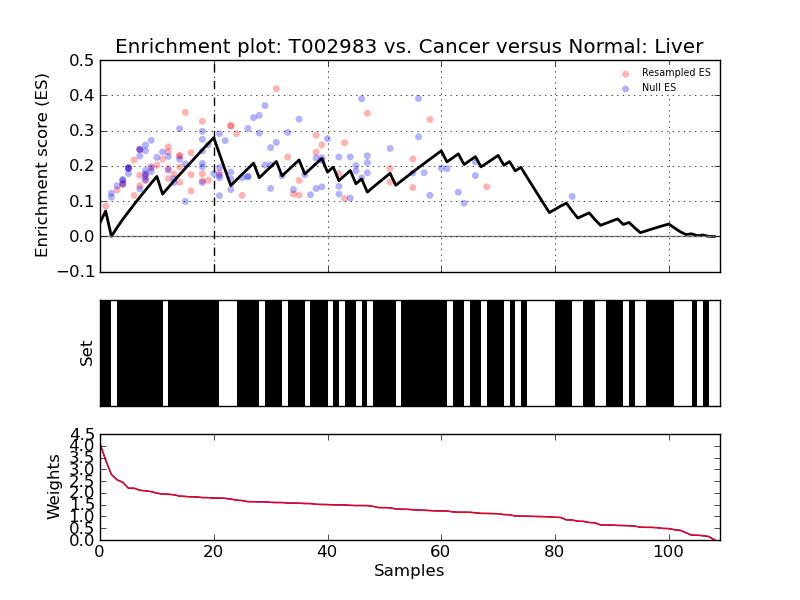 Enrichment plot: T002983 vs. Cancer versus Normal: Liver
0.5
0.4
0.3
0.2
0.1
0.0
−0.1
Enrichment score (ES)
Resampled ES
Null ES
Set
4.5
4.0
3.5
3.0
2.5
2.0
1.5
1.0
0.5
0.0
Weights
0 20 40 60 80 100
Samples